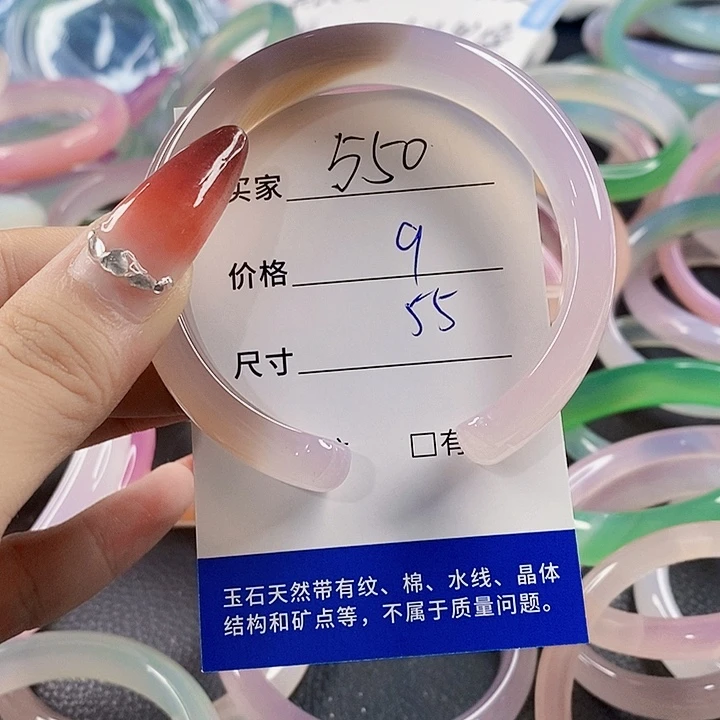 买家 550
价格 9
55
尺寸
□有
玉石天然带有纹、棉、水线、晶体
结构和矿点等，不属于质量问题。